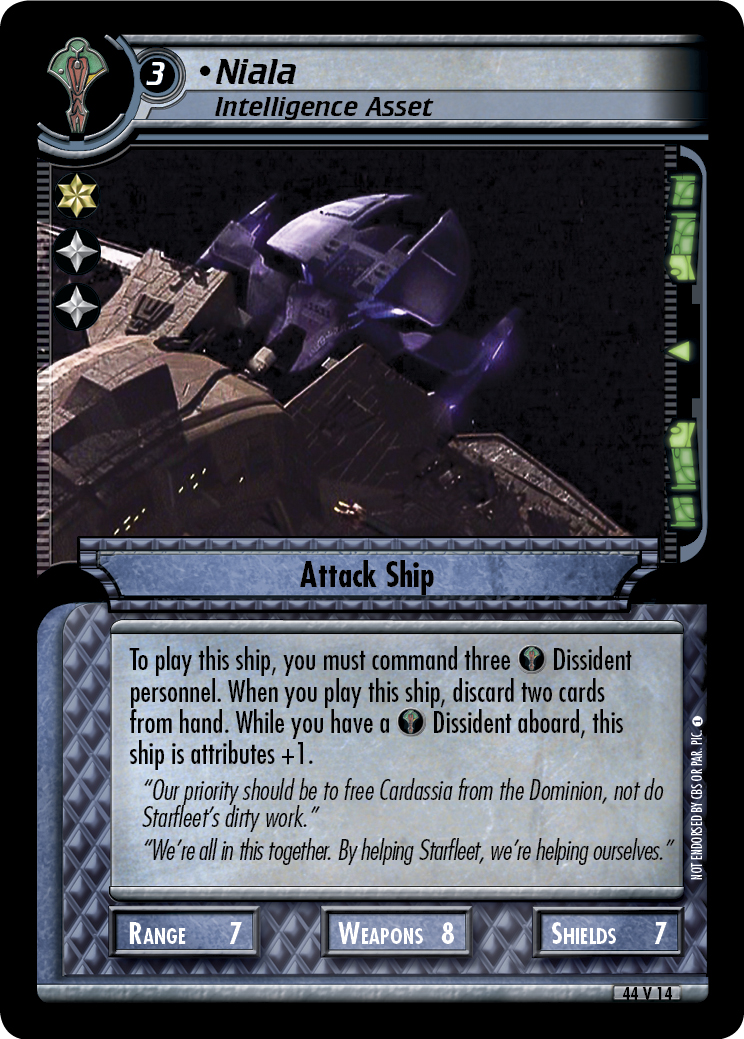 3 •Niala
Intelligence Asset
Attack Ship
To play this ship, you must command three Dissident
personnel. When you play this ship, discard two cards
from hand. While you have a Dissident aboard, this
ship is attributes +1.
“Our priority should be to free Cardassia from the Dominion, not do
Starfleet’s dirty work.”
“We’re all in this together. By helping Starfleet, we’re helping ourselves.”
NOT ENDORSED BY CBS OR PAR. PIC. 1
RANGE 7 WEAPONS 8 SHIELDS 7
44 V 14